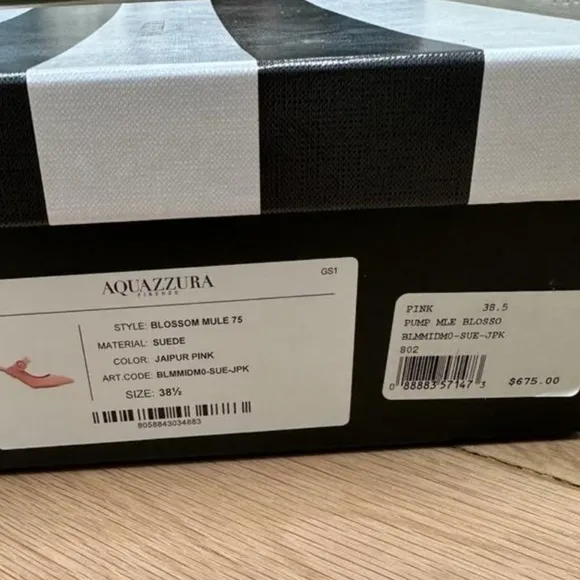 AQUAZZURA
FIRENZE
GS1
STYLE: BLOSSOM MULE 75
MATERIAL: SUEDE
COLOR: JAIPUR PINK
ART.CODE: BLMMIDM0-SUE-JPK
SIZE: 38½
8058843034883
PINK 38.5
PUMP MLE BLOSSO
BLMMIDM0-SUE-JPK
802
0 88883 57147 3
$675.00